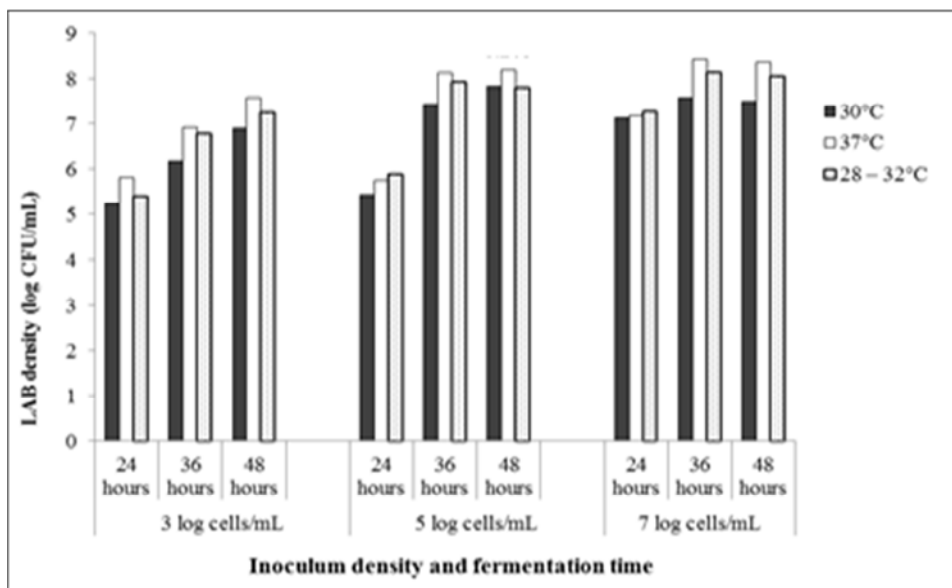 LAB density (log CFU/mL)
9
8
7
6
5
4
3
2
1
0
24 hours
36 hours
48 hours
24 hours
36 hours
48 hours
24 hours
36 hours
48 hours
3 log cells/mL
5 log cells/mL
7 log cells/mL
Inoculum density and fermentation time
30°C
37°C
28 – 32°C